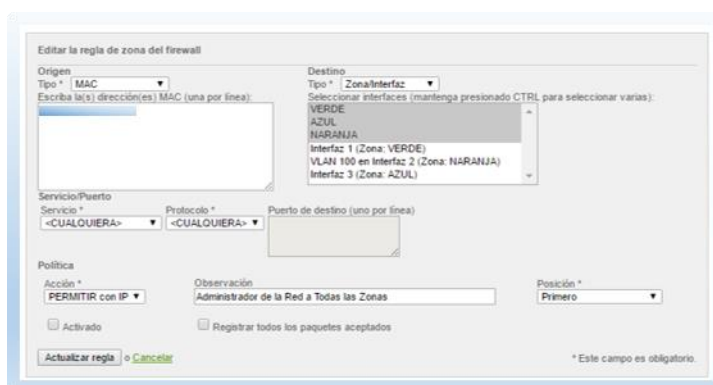 Editar la regla de zona del firewall
Origen
Tipo * MAC
Escriba la(s) dirección(es) MAC (una por línea):
Destino
Tipo * Zona/Interfaz
Seleccionar interfaces (mantenga presionado CTRL para seleccionar varias):
VERDE
AZUL
NARANJA
Interfaz 1 (Zona: VERDE)
VLAN 100 en Interfaz 2 (Zona: NARANJA)
Interfaz 3 (Zona: AZUL)
Servicio/Puerto
Servicio * Protocolo * Puerto de destino (uno por línea)
<CUALQUIERA> <CUALQUIERA>
Política
Acción * Observación Posición *
PERMITIR con IP Administrador de la Red a Todas las Zonas Primero
Activado Registrar todos los paquetes aceptados
Actualizar regla o Cancelar * Este campo es obligatorio.